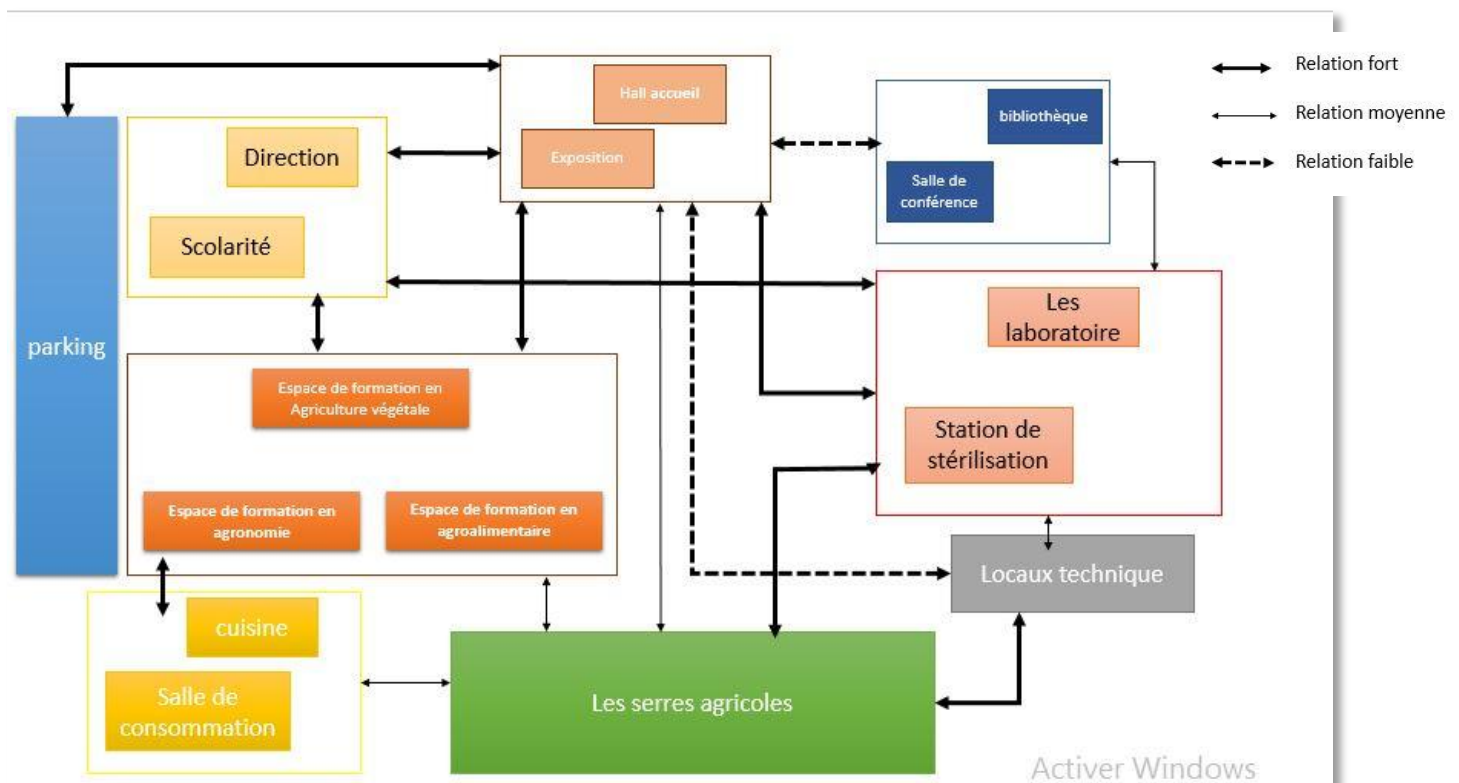 Hall accueil
Exposition
bibliothèque
Salle de
conférence
Relation fort
Relation moyenne
Relation faible
Direction
Scolarité
parking
Les
laboratoire
Station de
stérilisation
Espace de formation en
Agriculture végétale
Espace de formation en
agronomie
Espace de formation en
agroalimentaire
Locaux technique
cuisine
Salle de
consommation
Les serres agricoles
Activer Windows